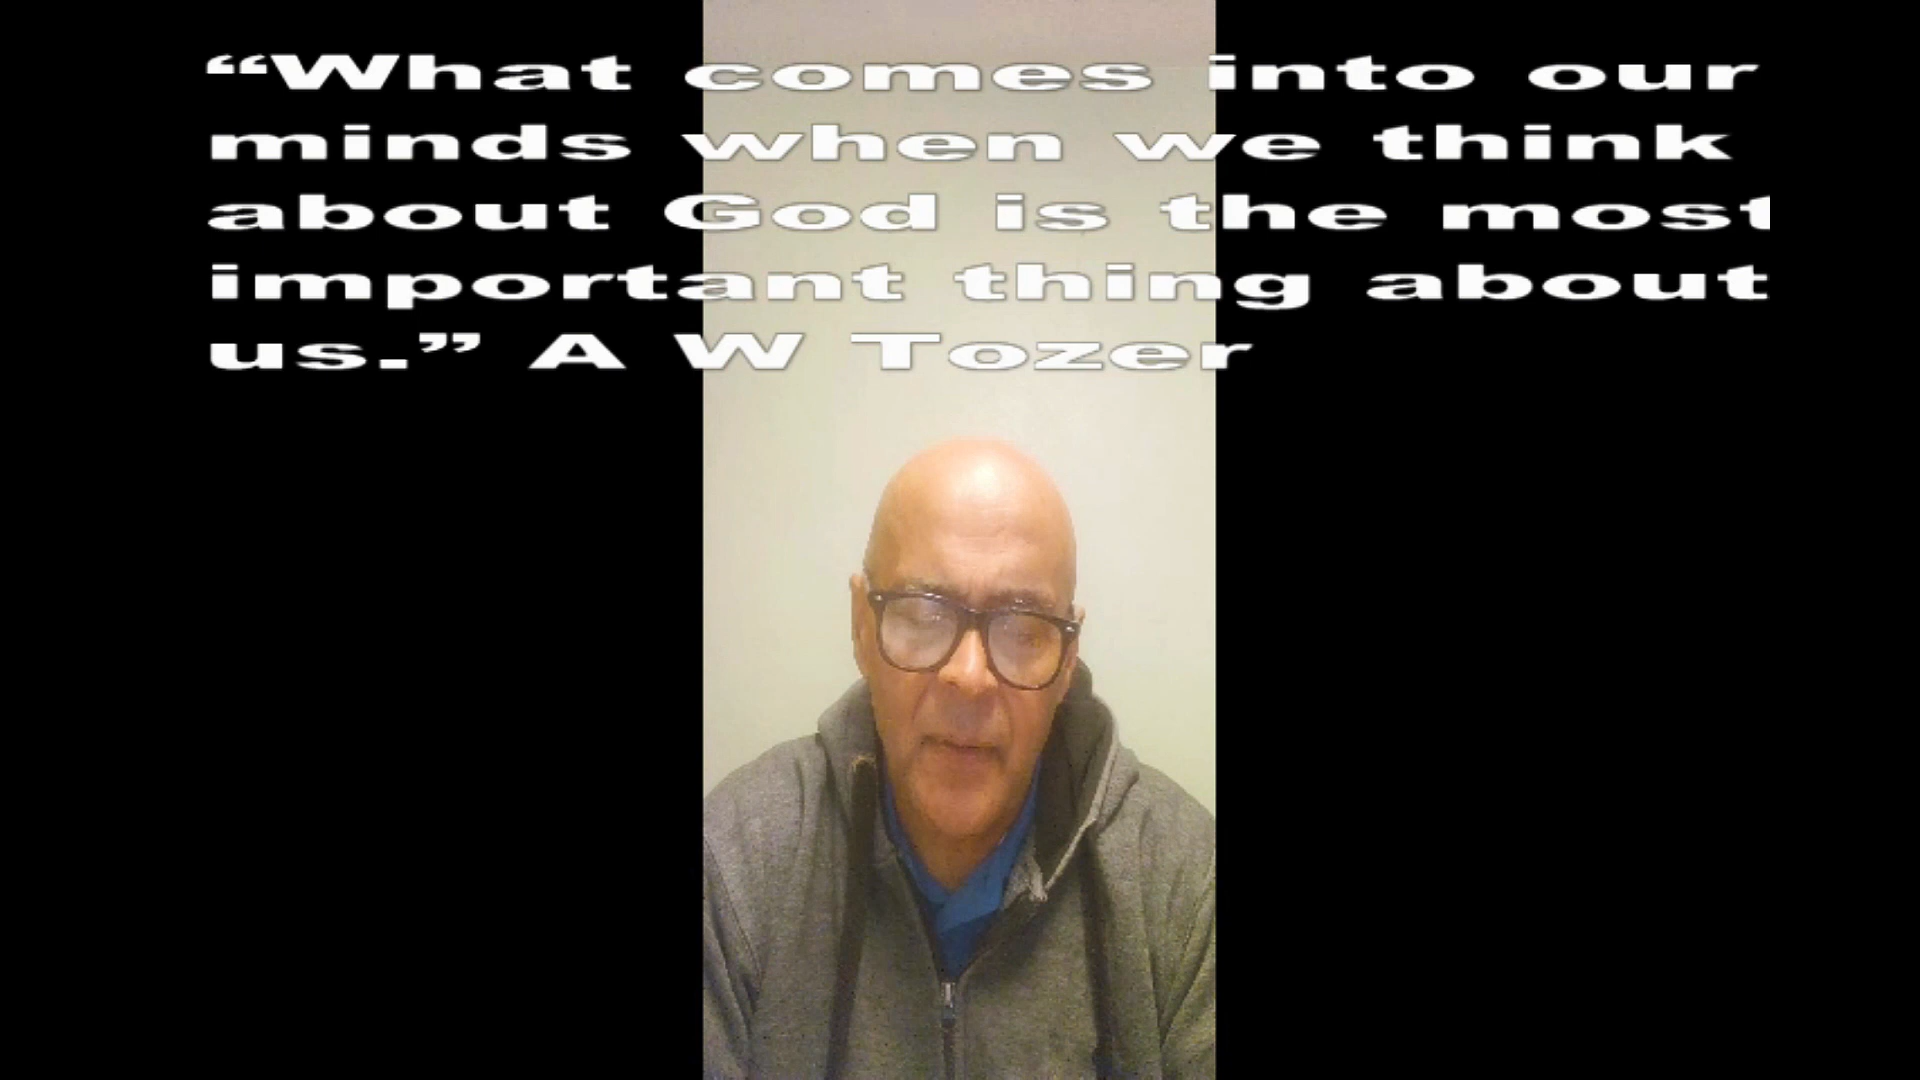 “What comes into our
minds when we think
about God is the most
important thing about
us.” A W Tozer